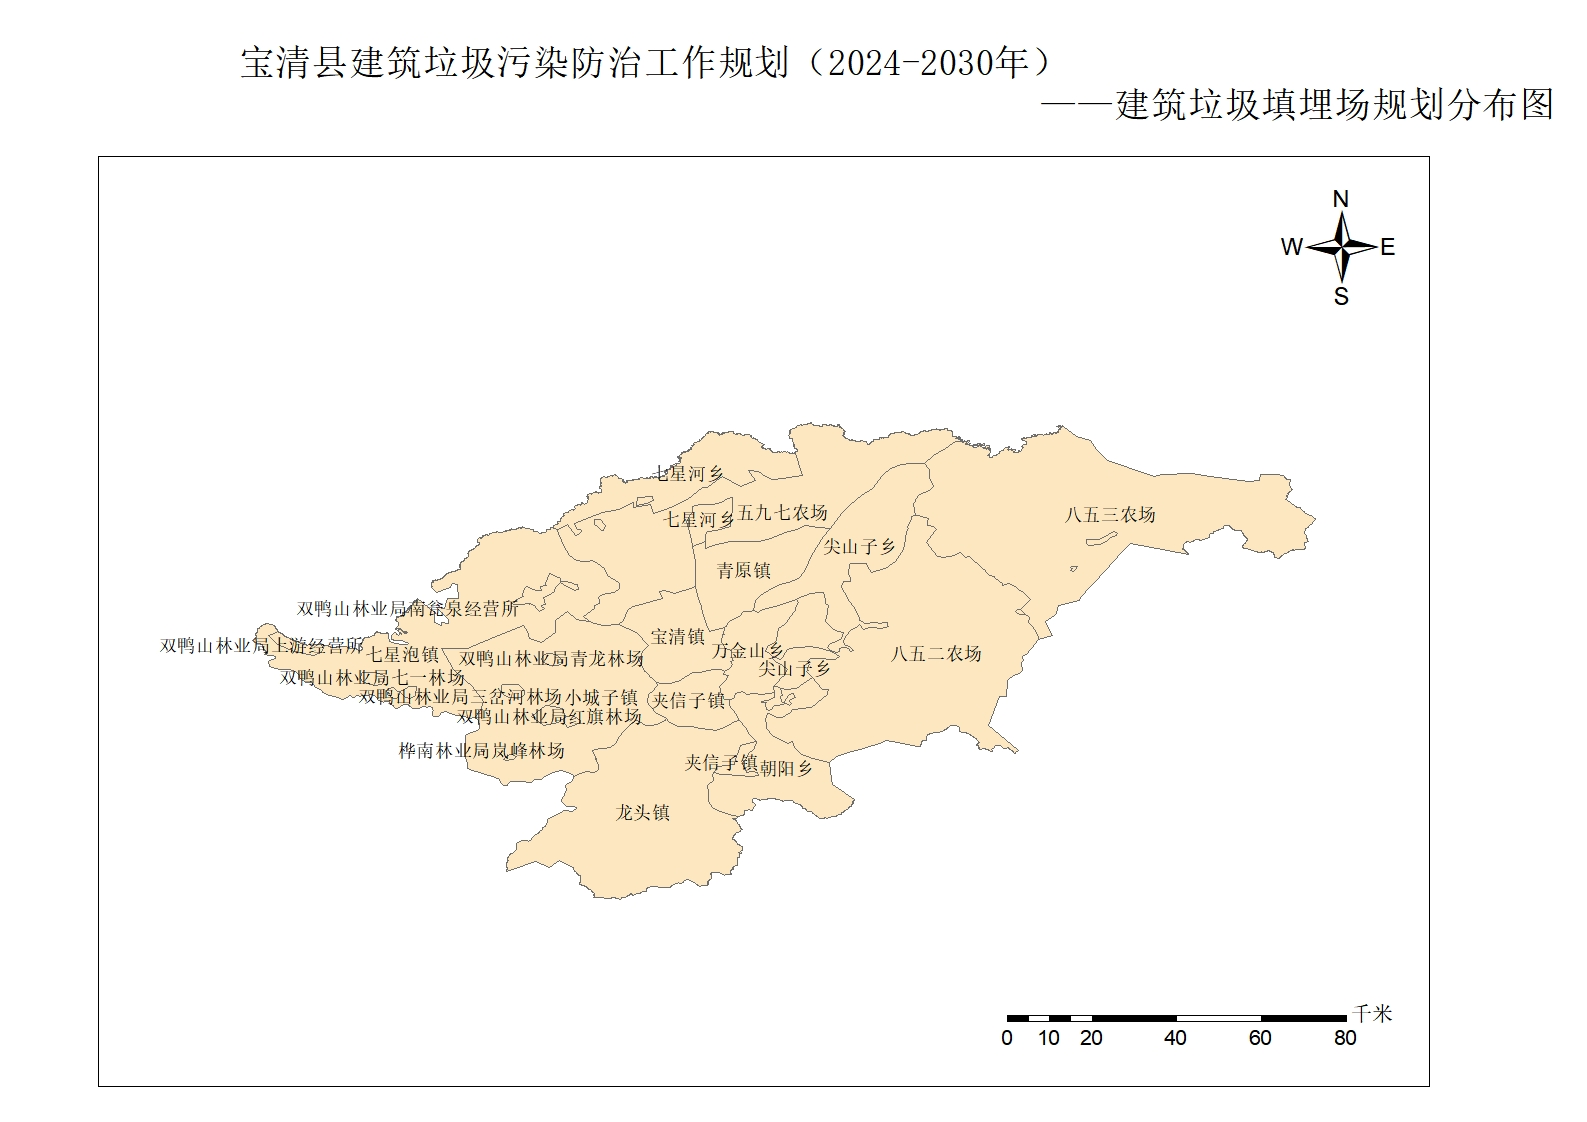 宝清县建筑垃圾污染防治工作规划（2024-2030年）
——建筑垃圾填埋场规划分布图
N
W E
S
七星河乡
七星河乡
五九七农场
八五三农场
尖山子乡
青原镇
双鸭山林业局南瓮泉经营所
宝清镇
双鸭山林业局上游经营所
七星泡镇
双鸭山林业局青龙林场
万金山乡
八五二农场
尖山子乡
双鸭山林业局七一林场
双鸭山林业局三岔河林场
小城子镇
夹信子镇
双鸭山林业局红旗林场
桦南林业局岚峰林场
夹信子镇
朝阳乡
龙头镇
千米
0 10 20 40 60 80